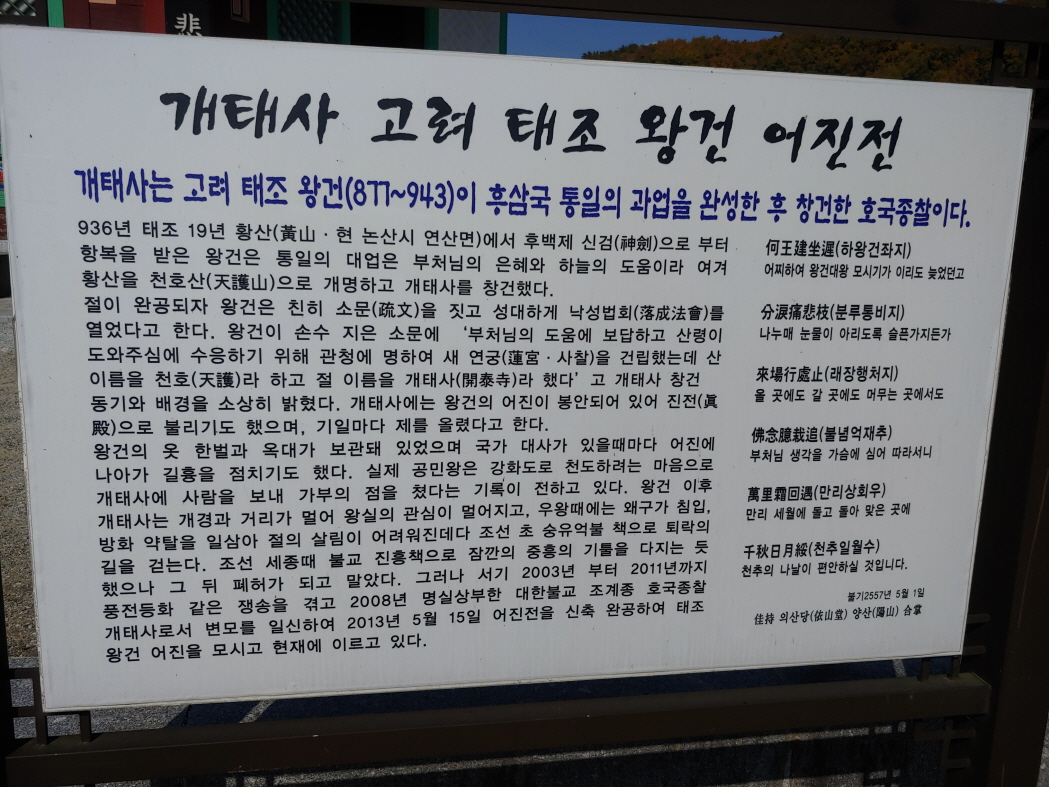 悲
개태사 고려 태조 왕건 어진전
개태사는 고려 태조 왕건(877~943)이 흥삼국 통일의 과업을 완성한 흥 창건한 호국종찰이다.
936년 태조 19년 황산(黃山 · 현 논산시 연산면)에서 후백제 신검(神劍)으로 부터
항복을 받은 왕건은 통일의 대업은 부처님의 은혜와 하늘의 도움이라 여겨
황산을 천호산(天護山)으로 개명하고 개태사를 창건했다.
절이 완공되자 왕건은 친히 소문(疏文)을 짓고 성대하게 낙성법회(落成法會)를
열었다고 한다. 왕건이 손수 지은 소문에 ‘부처님의 도움에 보답하고 산령이
도와주심에 수응하기 위해 관청에 명하여 새 연궁(蓮宮 · 사찰)을 건립했는데 산
이름을 천호(天護)라 하고 절 이름을 개태사(開泰寺)라 했다’ 고 개태사 창건
동기와 배경을 소상히 밝혔다. 개태사에는 왕건의 어진이 봉안되어 있어 진전(眞
殿)으로 불리기도 했으며, 기일마다 제를 올렸다고 한다.
왕건의 옷 한벌과 옥대가 보관돼 있었으며 국가 대사가 있을때마다 어진에
나아가 길흉을 점치기도 했다. 실제 공민왕은 강화도로 천도하려는 마음으로
개태사에 사람을 보내 가부의 점을 쳤다는 기록이 전하고 있다. 왕건 이후
개태사는 개경과 거리가 멀어 왕실의 관심이 멀어지고, 우왕때에는 왜구가 침입,
방화 약탈을 일삼아 절의 살림이 어려워진데다 조선 초 숭유억불 책으로 퇴락의
길을 걷는다. 조선 세종때 불교 진흥책으로 잠깐의 중흥의 기틀을 다지는 듯
했으나 그 뒤 폐허가 되고 말았다. 그러나 서기 2003년 부터 2011년까지
풍전등화 같은 쟁송을 겪고 2008년 명실상부한 대한불교 조계종 호국종찰
개태사로서 변모를 일신하여 2013년 5월 15일 어진전을 신축 완공하여 태조
왕건 어진을 모시고 현재에 이르고 있다.
何王建坐遲(하왕건좌지)
어찌하여 왕건대왕 모시기가 이리도 늦었던고
分淚痛悲枝(분루통비지)
나누매 눈물이 아리도록 슬픈가지든가
來場行處止(래장행처지)
올 곳에도 갈 곳에도 머무는 곳에서도
佛念臆栽追(불념억재추)
부처님 생각을 가슴에 심어 따라서니
萬里霜回遇(만리상회우)
만리 세월에 돌고 돌아 맞은 곳에
千秋日月綏(천추일월수)
천추의 나날이 편안하실 것입니다.
불기2557년 5월 1일
佳持 의산당(依山堂) 양산(陽山) 合掌